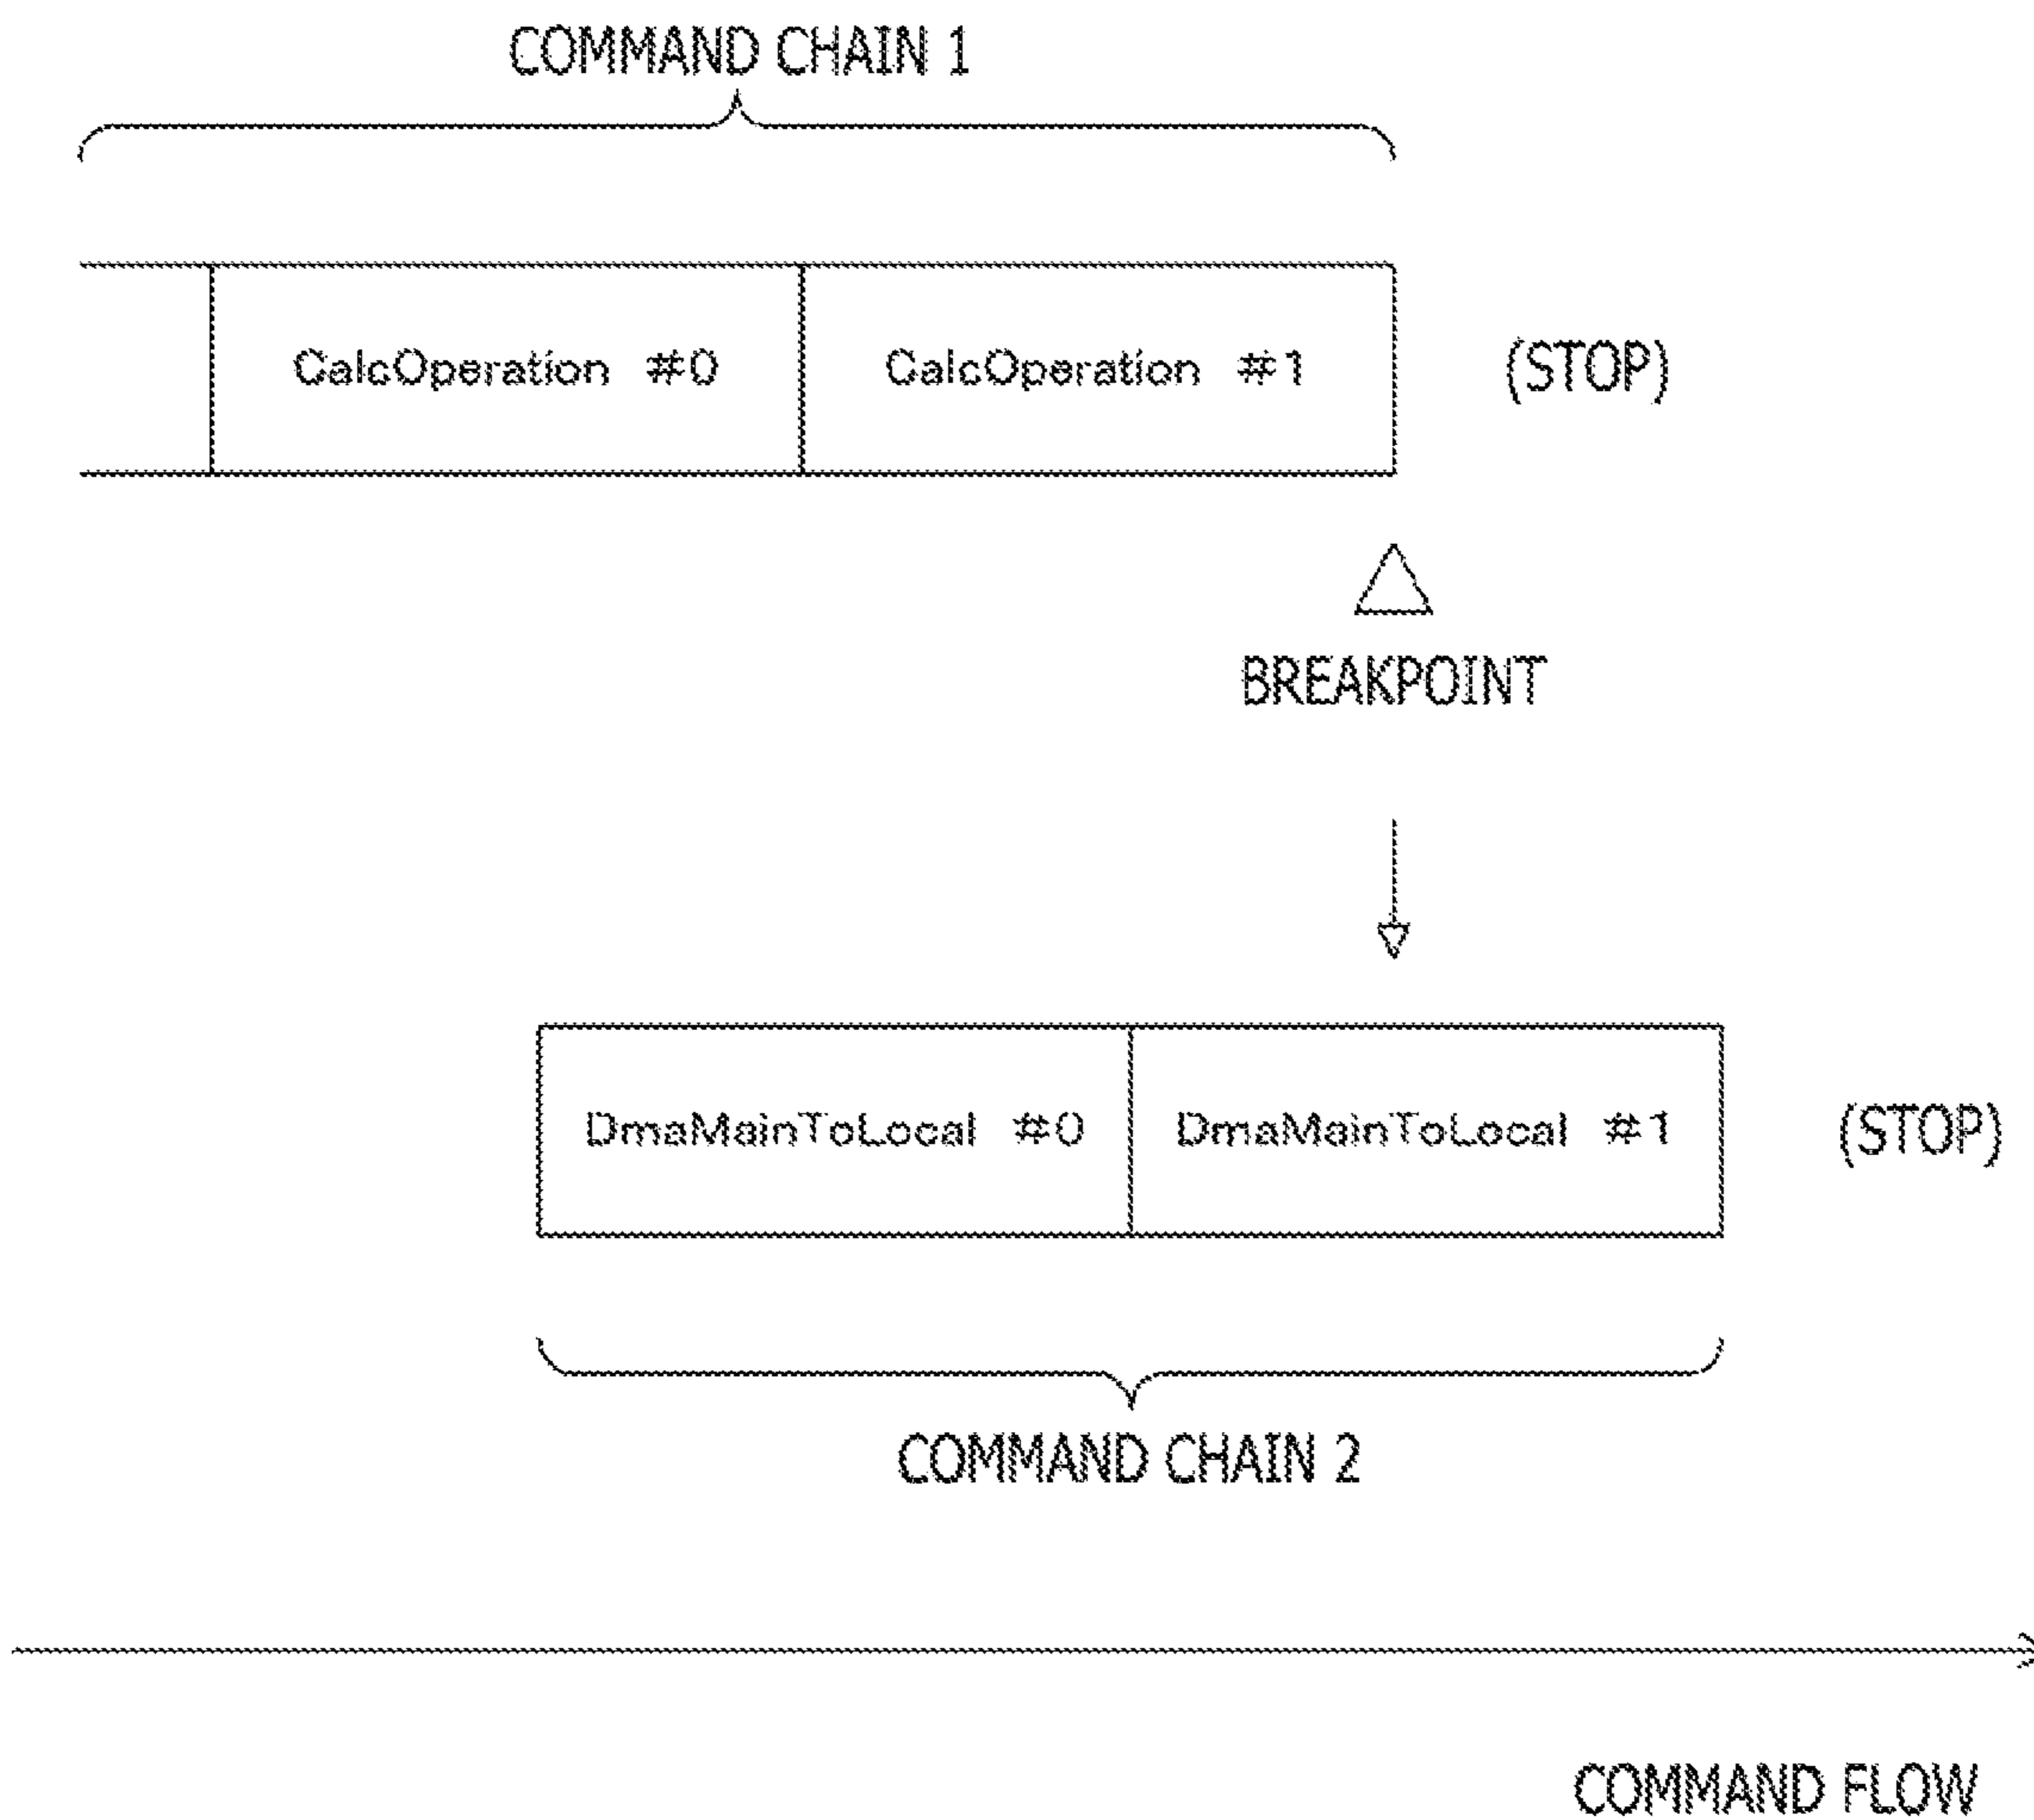 COMMAND CHAIN 1
CalcOperation #0 CalcOperation #1 (STOP)
BREAKPOINT
DmaMainToLocal #0 DmaMainToLocal #1 (STOP)
COMMAND CHAIN 2
COMMAND FLOW